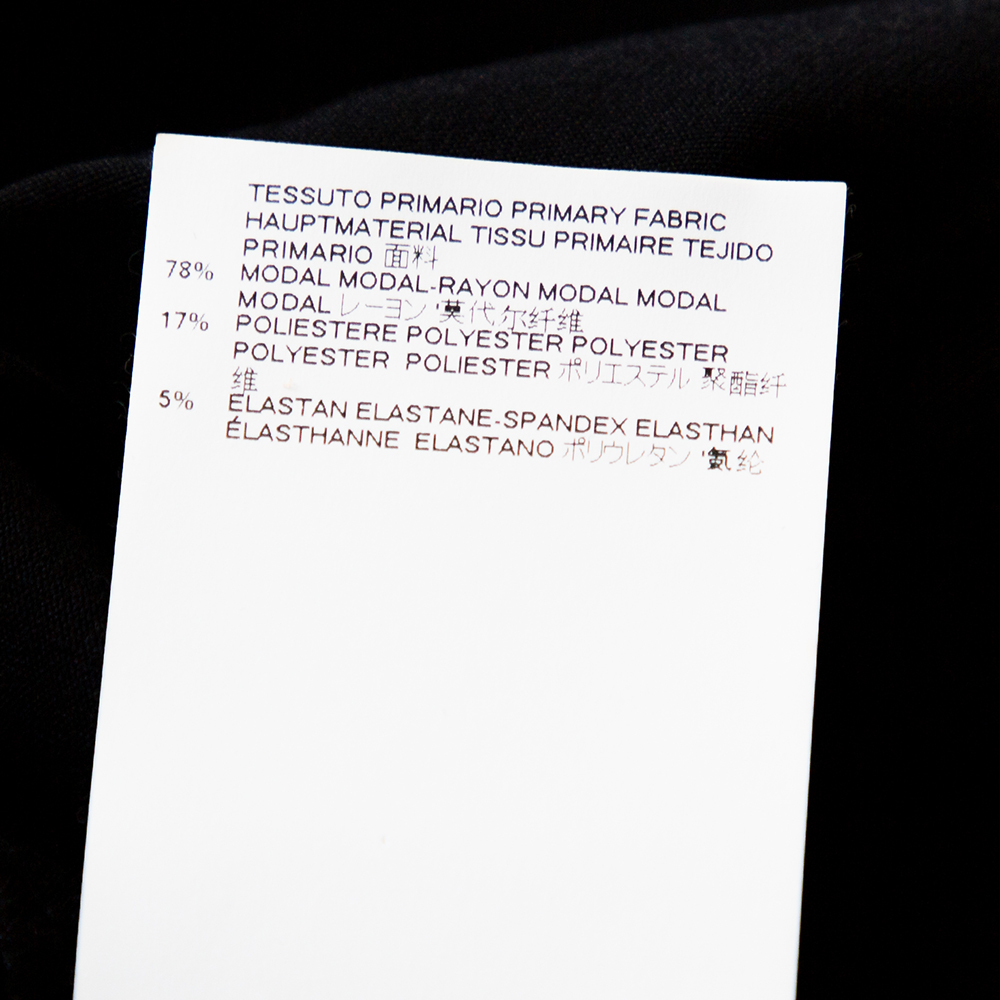 TESSUTO PRIMARIO PRIMARY FABRIC
HAUPTMATERIAL TISSU PRIMAIRE TEJIDO
PRIMARIO 面料
78% MODAL MODAL-RAYON MODAL MODAL
MODAL レーヨン '莫代尔纤维
17% POLIESTERE POLYESTER POLYESTER
POLYESTER POLIESTER ポリエステル 聚酯纤
维
5% ELASTAN ELASTANE-SPANDEX ELASTHAN
ÉLASTHANNE ELASTANO ポリウレタン '氨纶